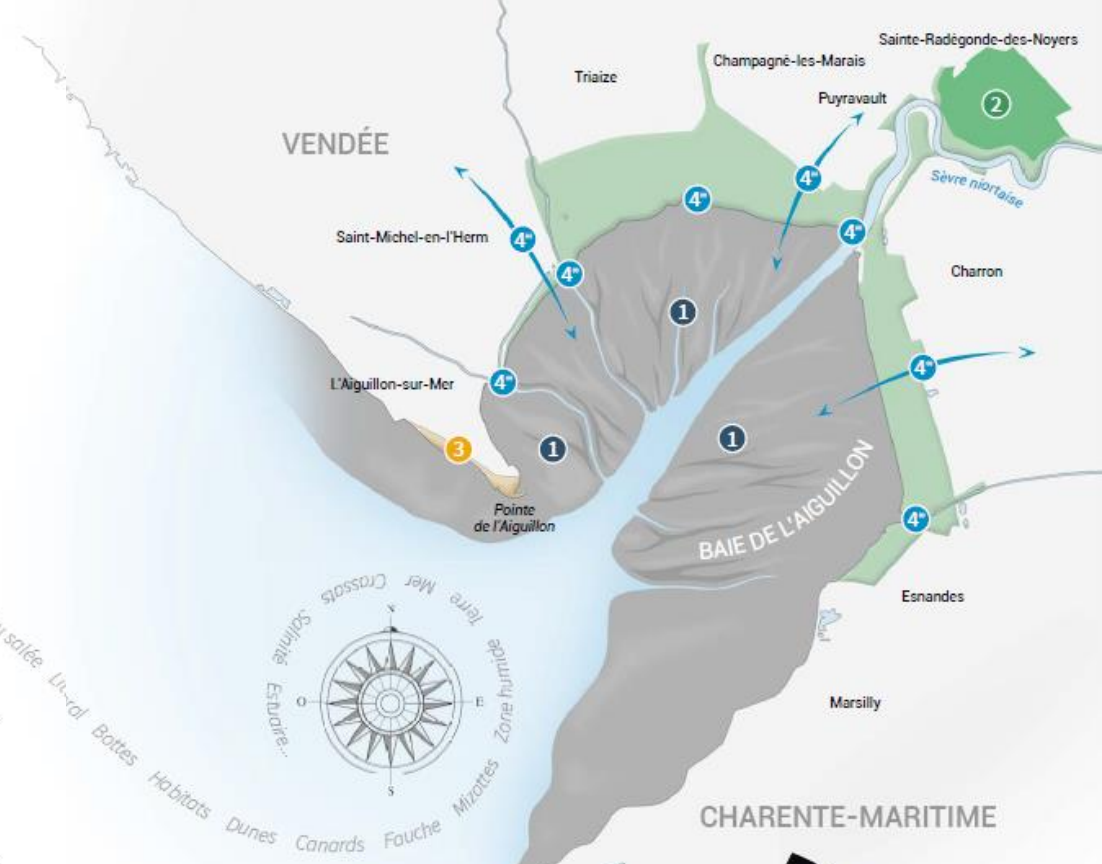 Sainte-Radégonde-des-Noyers
Champagné-les-Marais
Triaize
Puyravault
2
VENDÉE
4
Sèvre niortaise
4
Saint-Michel-en-l'Herm
4
4
4
Charron
1
4
L'Aiguillon-sur-Mer
4
3
1
1
BAIE DE L'AIGUILLON
Pointe
de l'Aiguillon
4
Esnandes
Estuaire... Salinité Crassats Mer Terre Zone humide
N
O
E
S
Marsilly
salée
Bottes Habitats Dunes Canards Fauche Mizottes
CHARENTE-MARITIME